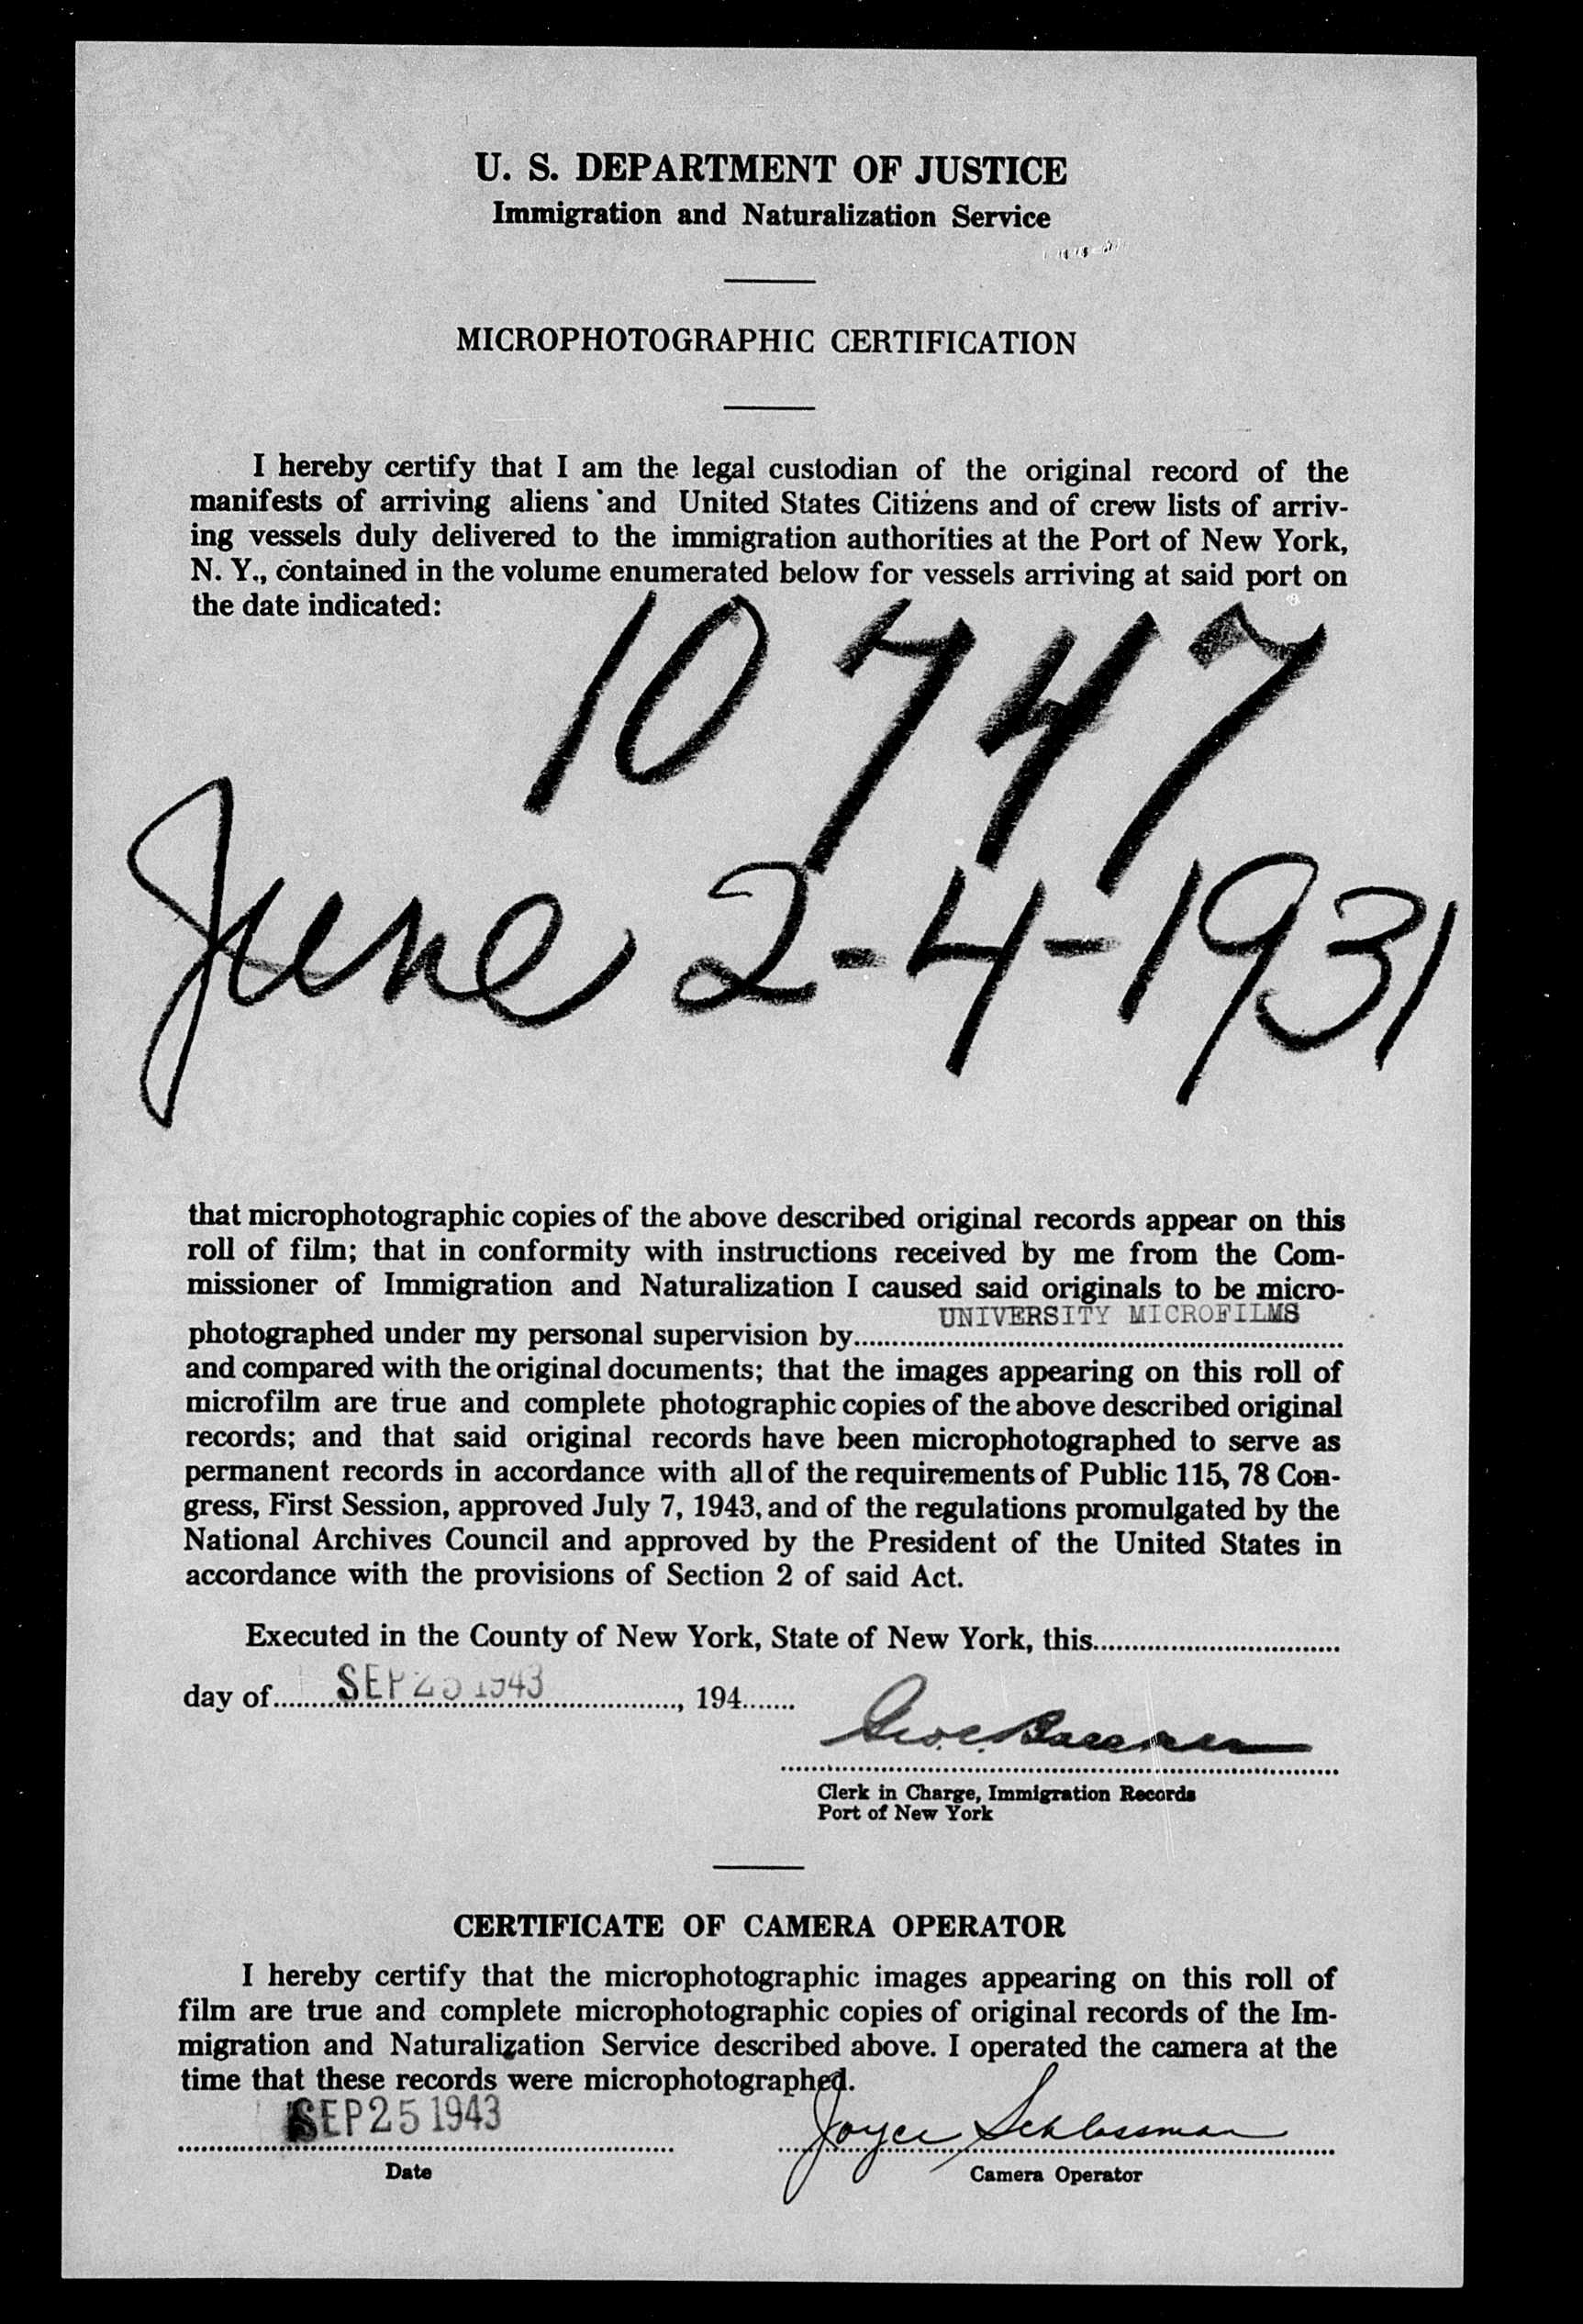 U. S. DEPARTMENT OF JUSTICE
Immigration and Naturalization Service
MICROPHOTOGRAPHIC CERTIFICATION
I hereby certify that I am the legal custodian of the original record of the
manifests of arriving aliens and United States Citizens and of crew lists of arriv-
ing vessels duly delivered to the immigration authorities at the Port of New York,
N. Y., contained in the volume enumerated below for vessels arriving at said port on
the date indicated:
10747
June 2-4-1931
that microphotographic copies of the above described original records appear on this
roll of film; that in conformity with instructions received by me from the Com-
missioner of Immigration and Naturalization I caused said originals to be micro-
UNIVERSITY MICROFILMS
photographed under my personal supervision by
and compared with the original documents; that the images appearing on this roll of
microfilm are true and complete photographic copies of the above described original
records; and that said original records have been microphotographed to serve as
permanent records in accordance with all of the requirements of Public 115, 78 Con-
gress, First Session, approved July 7, 1943, and of the regulations promulgated by the
National Archives Council and approved by the President of the United States in
accordance with the provisions of Section 2 of said Act.
Executed in the County of New York, State of New York, this
day of SEP 25 1943, 194
Clerk in Charge, Immigration Records
Port of New York
CERTIFICATE OF CAMERA OPERATOR
I hereby certify that the microphotographic images appearing on this roll of
film are true and complete microphotographic copies of original records of the Im-
migration and Naturalization Service described above. I operated the camera at the
time that these records were microphotographed.
SEP 25 1943 Joyce Schlossman
Date Camera Operator